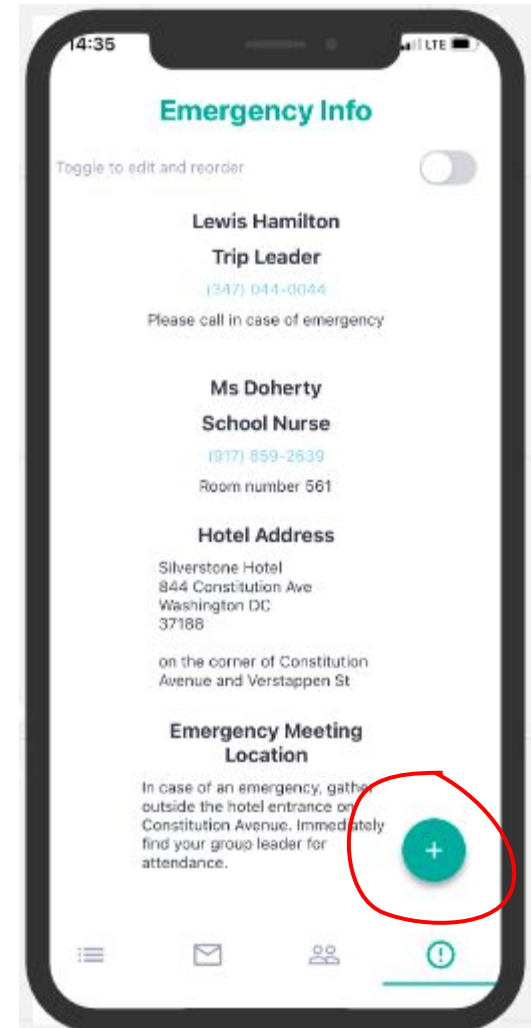 14:35
LTE
Emergency Info
Toggle to edit and reorder
Lewis Hamilton
Trip Leader
(347) 044-0044
Please call in case of emergency
Ms Doherty
School Nurse
(917) 859-2639
Room number 561
Hotel Address
Silverstone Hotel
844 Constitution Ave
Washington DC
37188
on the corner of Constitution
Avenue and Verstappen St
Emergency Meeting
Location
In case of an emergency, gather
outside the hotel entrance on
Constitution Avenue. Immediately
find your group leader for
attendance.
+